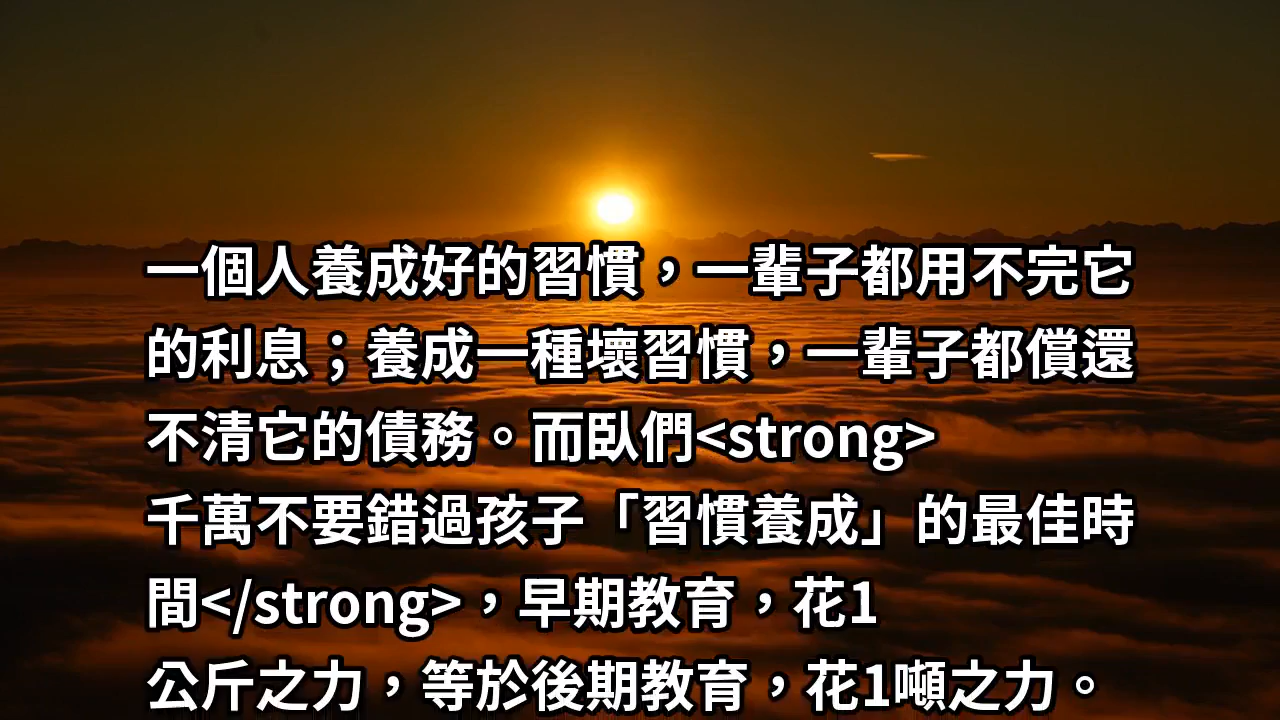 一個人養成好的習慣，一輩子都用不完它
的利息；養成一種壞習慣，一輩子都償還
不清它的債務。而臥們<strong>
千萬不要錯過孩子「習慣養成」的最佳時
間</strong>，早期教育，花1
公斤之力，等於後期教育，花1噸之力。